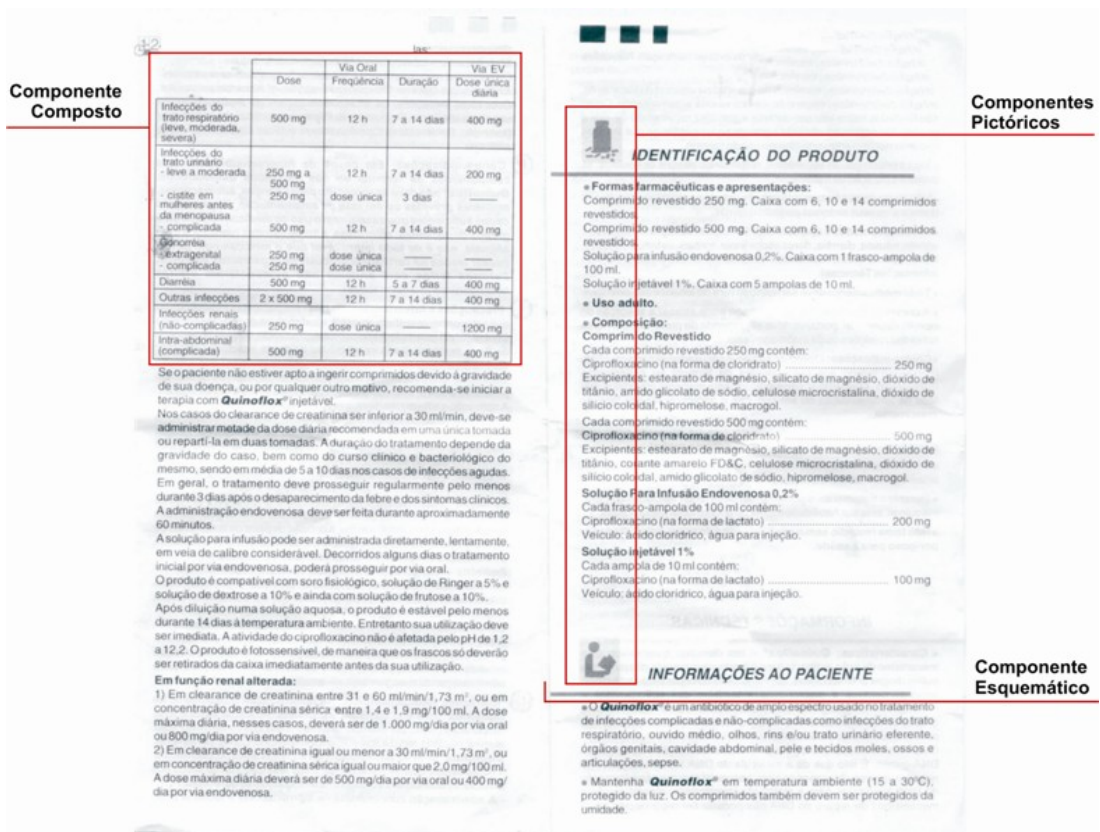 Componente
Composto
Componentes
Pictóricos
Componente
Esquemático
las:
Via Oral Via EV
Dose Freqüência Duração Dose única
diária
Infecções do
trato respiratório 500 mg 12 h 7 a 14 dias 400 mg
(leve, moderada,
severa)
Infecções do
trato urinário
- leve a moderada 250 mg a 12 h 7 a 14 dias 200 mg
500 mg
- cistite em 250 mg dose única 3 dias ——
mulheres antes
da menopausa
- complicada 500 mg 12 h 7 a 14 dias 400 mg
Gonorréia
- extragenital 250 mg dose única —— ——
- complicada 250 mg dose única —— ——
Diarréia 500 mg 12 h 5 a 7 dias 400 mg
Outras infecções 2 x 500 mg 12 h 7 a 14 dias 400 mg
Infecções renais
(não-complicadas) 250 mg dose única —— 1200 mg
Intra-abdominal
(complicada) 500 mg 12 h 7 a 14 dias 400 mg
Se o paciente não estiver apto a ingerir comprimidos devido à gravidade
de sua doença, ou por qualquer outro motivo, recomenda-se iniciar a
terapia com Quinoflox® injetável.
Nos casos do clearance de creatinina ser inferior a 30 ml/min, deve-se
administrar metade da dose diária recomendada em uma única tomada
ou repartí-la em duas tomadas. A duração do tratamento depende da
gravidade do caso, bem como do curso clínico e bacteriológico do
mesmo, sendo em média de 5 a 10 dias nos casos de infecções agudas.
Em geral, o tratamento deve prosseguir regularmente pelo menos
durante 3 dias após o desaparecimento da febre e dos sintomas clínicos.
A administração endovenosa deve ser feita durante aproximadamente
60 minutos.
A solução para infusão pode ser administrada diretamente, lentamente,
em veia de calibre considerável. Decorridos alguns dias o tratamento
inicial por via endovenosa, poderá prosseguir por via oral.
O produto é compatível com soro fisiológico, solução de Ringer a 5% e
solução de dextrose a 10% e ainda com solução de frutose a 10%.
Após diluição numa solução aquosa, o produto é estável pelo menos
durante 14 dias à temperatura ambiente. Entretanto sua utilização deve
ser imediata. A atividade do ciprofloxacino não é afetada pelo pH de 1,2
a 12,2. O produto é fotossensível, de maneira que os frascos só deverão
ser retirados da caixa imediatamente antes da sua utilização.
Em função renal alterada:
1) Em clearance de creatinina entre 31 e 60 ml/min/1,73 m², ou em
concentração de creatinina sérica entre 1,4 e 1,9 mg/100 ml. A dose
máxima diária, nesses casos, deverá ser de 1.000 mg/dia por via oral
ou 800 mg/dia por via endovenosa.
2) Em clearance de creatinina igual ou menor a 30 ml/min/1,73 m², ou
em concentração de creatinina sérica igual ou maior que 2,0 mg/100 ml.
A dose máxima diária deverá ser de 500 mg/dia por via oral ou 400 mg/
dia por via endovenosa.
IDENTIFICAÇÃO DO PRODUTO
Formas farmacêuticas e apresentações:
Comprimido revestido 250 mg. Caixa com 6, 10 e 14 comprimidos
revestidos.
Comprimido revestido 500 mg. Caixa com 6, 10 e 14 comprimidos
revestidos.
Solução para infusão endovenosa 0,2%. Caixa com 1 frasco-ampola de
100 ml.
Solução injetável 1%. Caixa com 5 ampolas de 10 ml.
Uso adulto.
Composição:
Comprimido Revestido
Cada comprimido revestido 250 mg contém:
Ciprofloxacino (na forma de cloridrato) 250 mg
Excipientes: estearato de magnésio, silicato de magnésio, dióxido de
titânio, amido glicolato de sódio, celulose microcristalina, dióxido de
silício coloidal, hipromelose, macrogol.
Cada comprimido revestido 500 mg contém:
Ciprofloxacino (na forma de cloridrato) 500 mg
Excipientes: estearato de magnésio, silicato de magnésio, dióxido de
titânio, corante amarelo FD&C, celulose microcristalina, dióxido de
silício coloidal, amido glicolato de sódio, hipromelose, macrogol.
Solução Para Infusão Endovenosa 0,2%
Cada frasco-ampola de 100 ml contém:
Ciprofloxacino (na forma de lactato) 200 mg
Veículo: ácido clorídrico, água para injeção.
Solução injetável 1%
Cada ampola de 10 ml contém:
Ciprofloxacino (na forma de lactato) 100 mg
Veículo: ácido clorídrico, água para injeção.
INFORMAÇÕES AO PACIENTE
O Quinoflox® é um antibiótico de amplo espectro usado no tratamento
de infecções complicadas e não-complicadas como infecções do trato
respiratório, ouvido médio, olhos, rins e/ou trato urinário eferente,
órgãos genitais, cavidade abdominal, pele e tecidos moles, ossos e
articulações, sepse.
Mantenha Quinoflox® em temperatura ambiente (15 a 30°C),
protegido da luz. Os comprimidos também devem ser protegidos da
umidade.